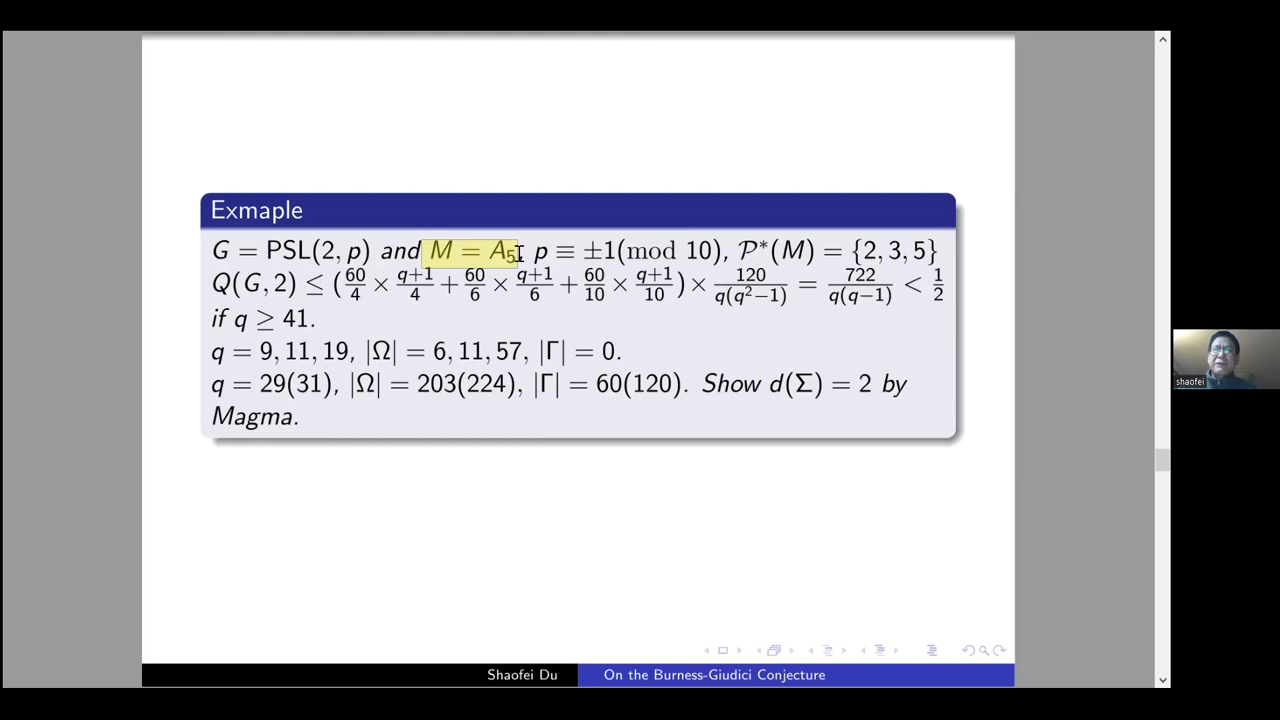 Exmaple
G = PSL(2, p) and M = A₅, p ≡ ±1(mod 10), 𝒫*(M) = {2, 3, 5}
Q(G, 2) ≤ (60/4 × (q+1)/4 + 60/6 × (q+1)/6 + 60/10 × (q+1)/10) × 120/(q(q²−1)) = 722/(q(q−1)) < 1/2
if q ≥ 41.
q = 9, 11, 19, |Ω| = 6, 11, 57, |Γ| = 0.
q = 29(31), |Ω| = 203(224), |Γ| = 60(120). Show d(Σ) = 2 by
Magma.
Shaofei Du
On the Burness-Giudici Conjecture
shaofei